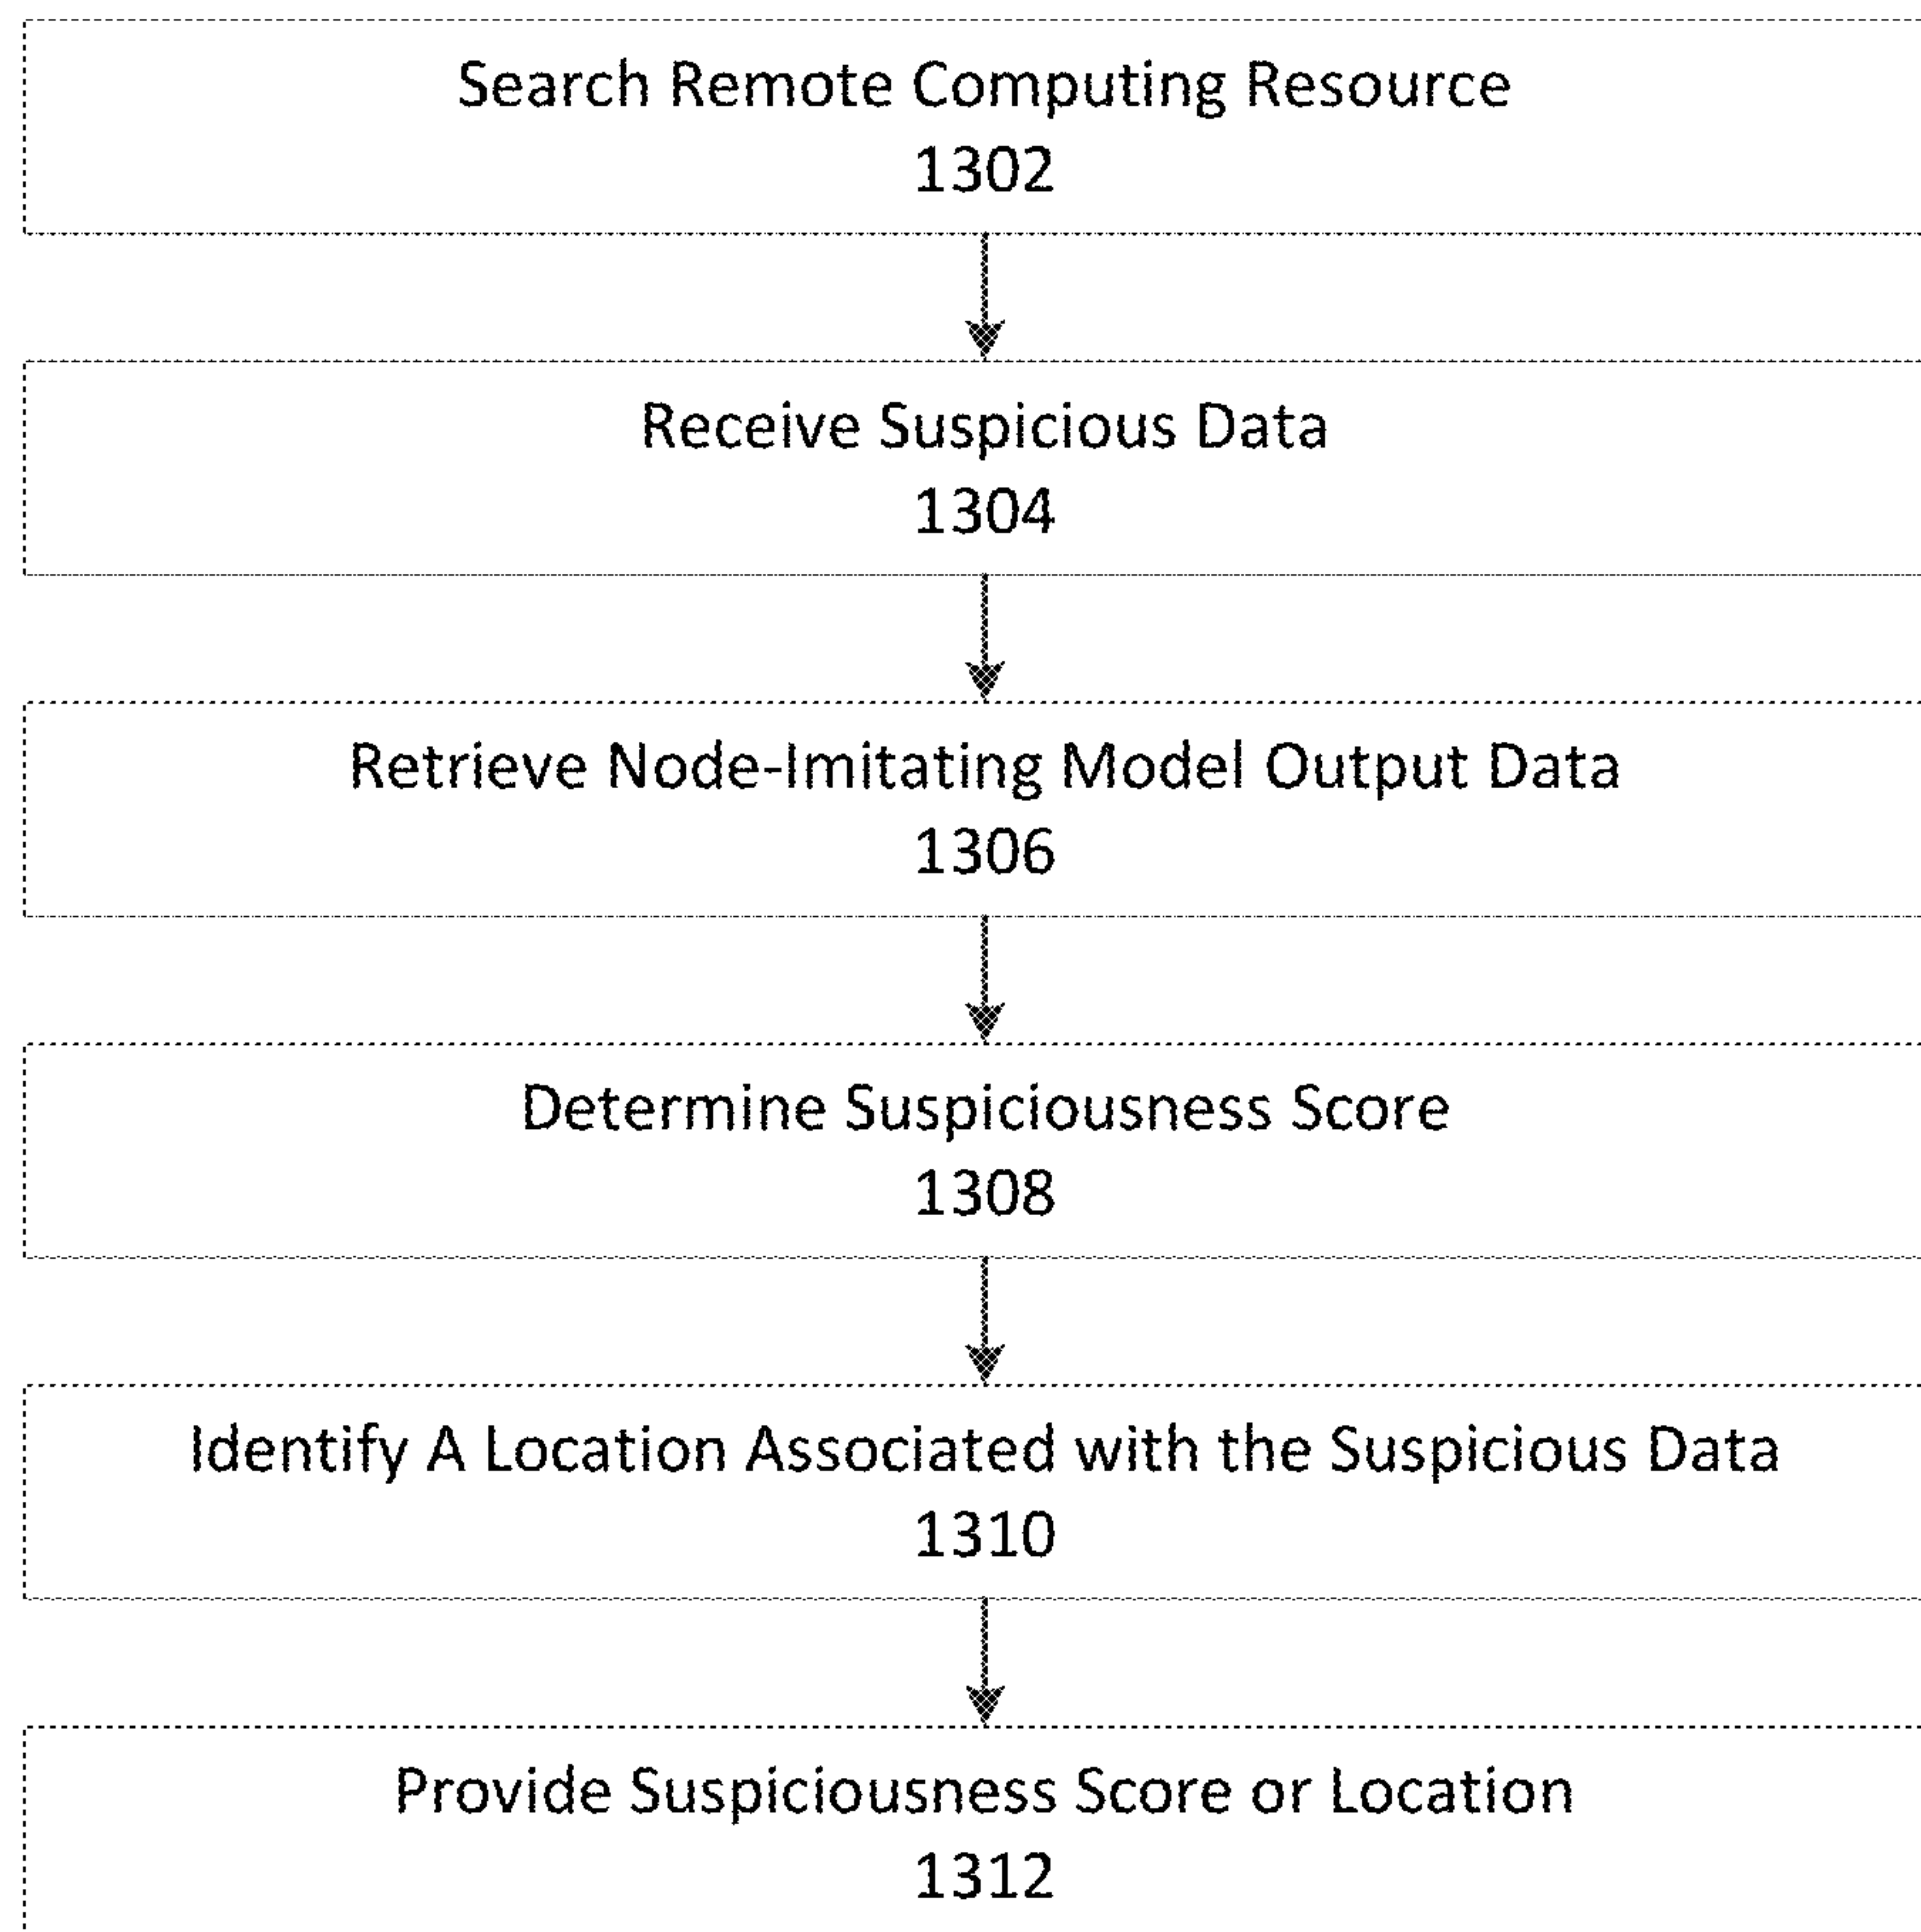 Search Remote Computing Resource
1302
Receive Suspicious Data
1304
Retrieve Node-Imitating Model Output Data
1306
Determine Suspiciousness Score
1308
Identify A Location Associated with the Suspicious Data
1310
Provide Suspiciousness Score or Location
1312